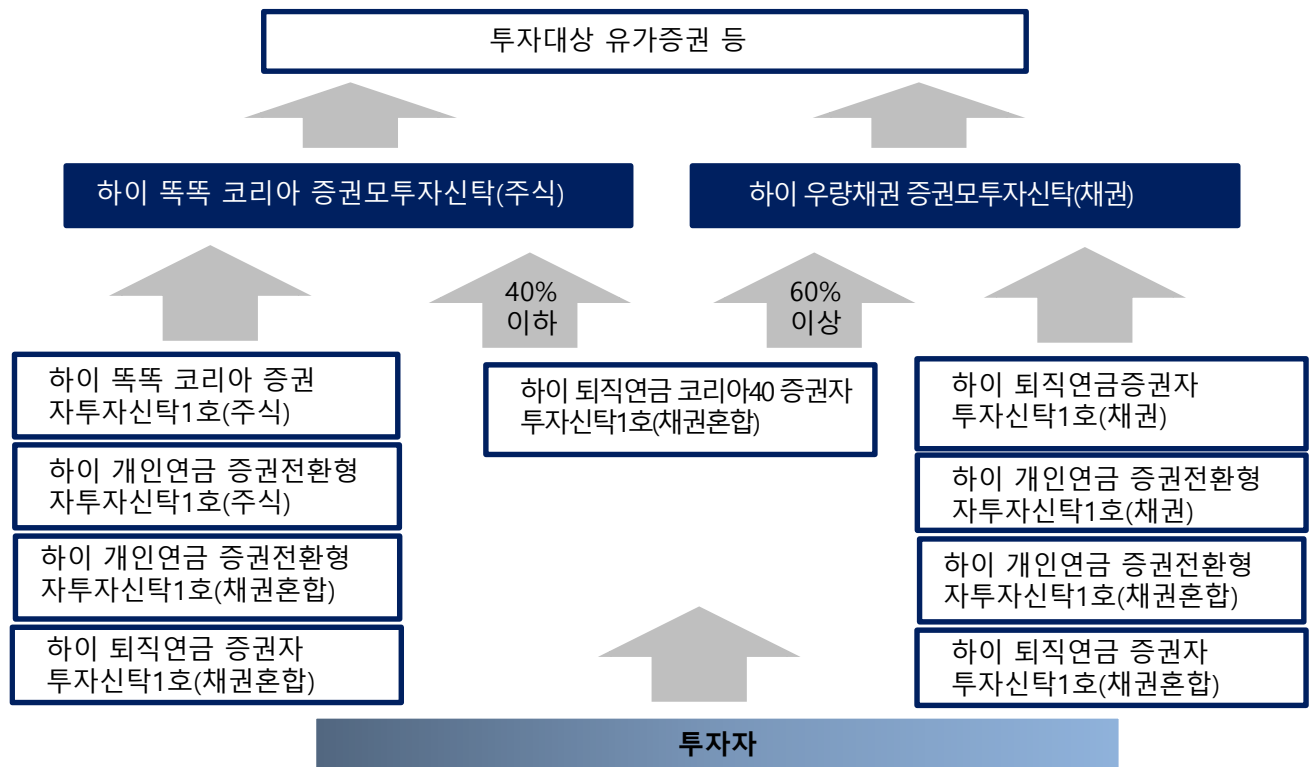 투자대상 유가증권 등
하이 똑똑 코리아 증권모투자신탁(주식)
하이 우량채권 증권모투자신탁(채권)
40%
이하
60%
이상
하이 똑똑 코리아 증권
자투자신탁1호(주식)
하이 개인연금 증권전환형
자투자신탁1호(주식)
하이 개인연금 증권전환형
자투자신탁1호(채권혼합)
하이 퇴직연금 증권자
투자신탁1호(채권혼합)
하이 퇴직연금 코리아40 증권자
투자신탁1호(채권혼합)
하이 퇴직연금증권자
투자신탁1호(채권)
하이 개인연금 증권전환형
자투자신탁1호(채권)
하이 개인연금 증권전환형
자투자신탁1호(채권혼합)
하이 퇴직연금 증권자
투자신탁1호(채권혼합)
투자자